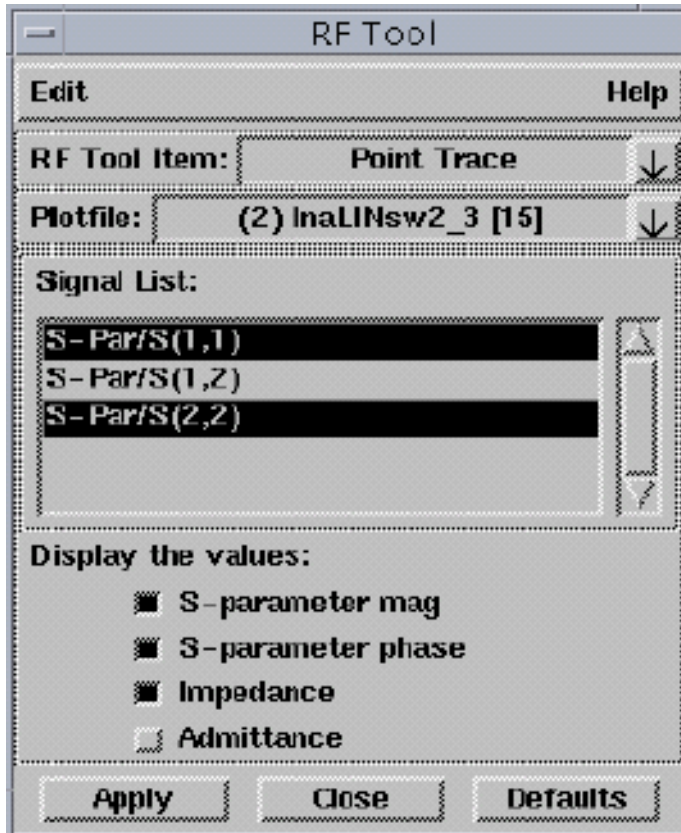 RF Tool
Edit Help
RF Tool Item: Point Trace
Plotfile: (2) lnaLINsw2_3 [15]
Signal List:
S-Par/S(1,1)
S-Par/S(1,2)
S-Par/S(2,2)
Display the values:
S-parameter mag
S-parameter phase
Impedance
Admittance
Apply Close Defaults